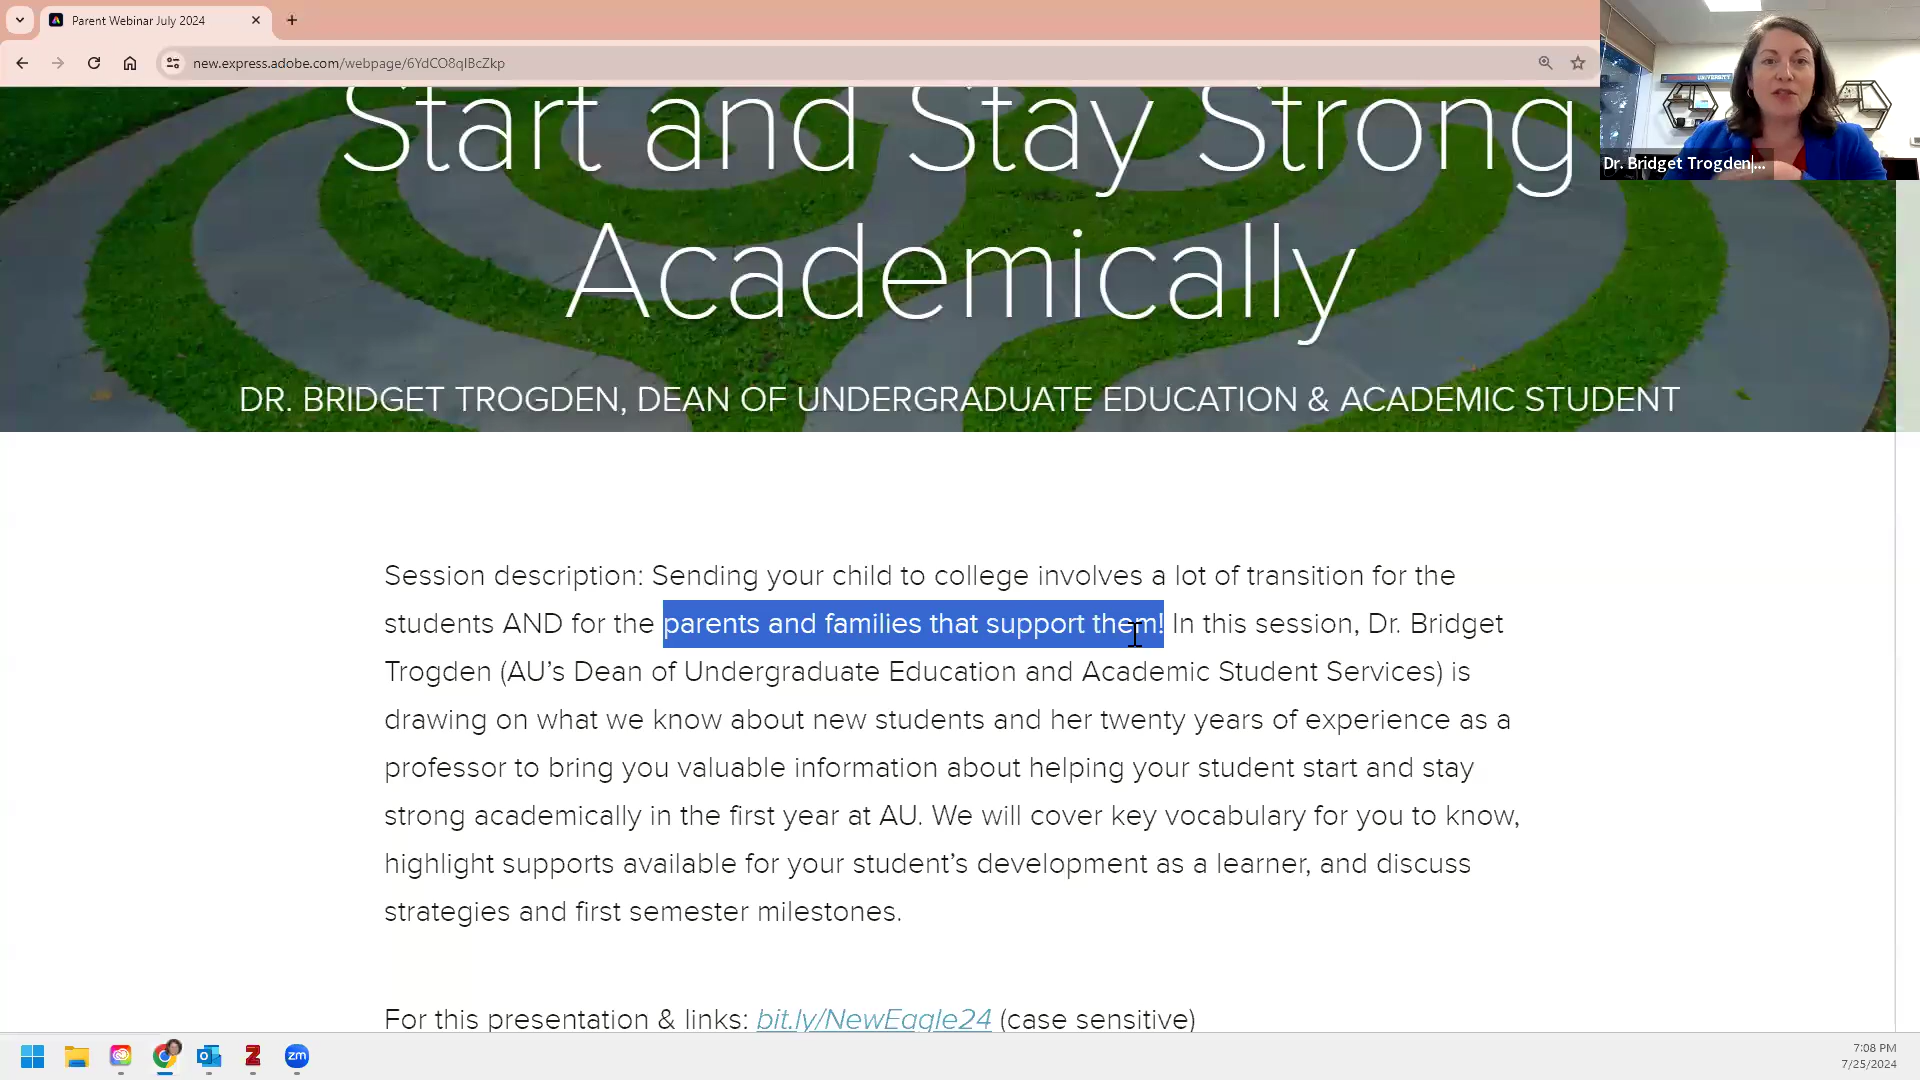 Parent Webinar July 2024
new.express.adobe.com/webpage/6YdCO8qIBcZkp
UNIVERSITY
Dr. Bridget Trogden|...
Start and Stay Strong
Academically
DR. BRIDGET TROGDEN, DEAN OF UNDERGRADUATE EDUCATION & ACADEMIC STUDENT
Session description: Sending your child to college involves a lot of transition for the
students AND for the parents and families that support them! In this session, Dr. Bridget
Trogden (AU’s Dean of Undergraduate Education and Academic Student Services) is
drawing on what we know about new students and her twenty years of experience as a
professor to bring you valuable information about helping your student start and stay
strong academically in the first year at AU. We will cover key vocabulary for you to know,
highlight supports available for your student’s development as a learner, and discuss
strategies and first semester milestones.
For this presentation & links: bit.ly/NewEagle24 (case sensitive)
zm
7:08 PM
7/25/2024